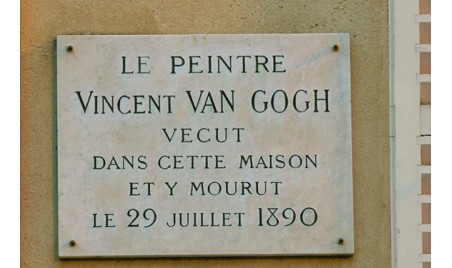 LE PEINTRE
VINCENT VAN GOGH
VECUT
DANS CETTE MAISON
ET Y MOURUT
LE 29 JUILLET 1890